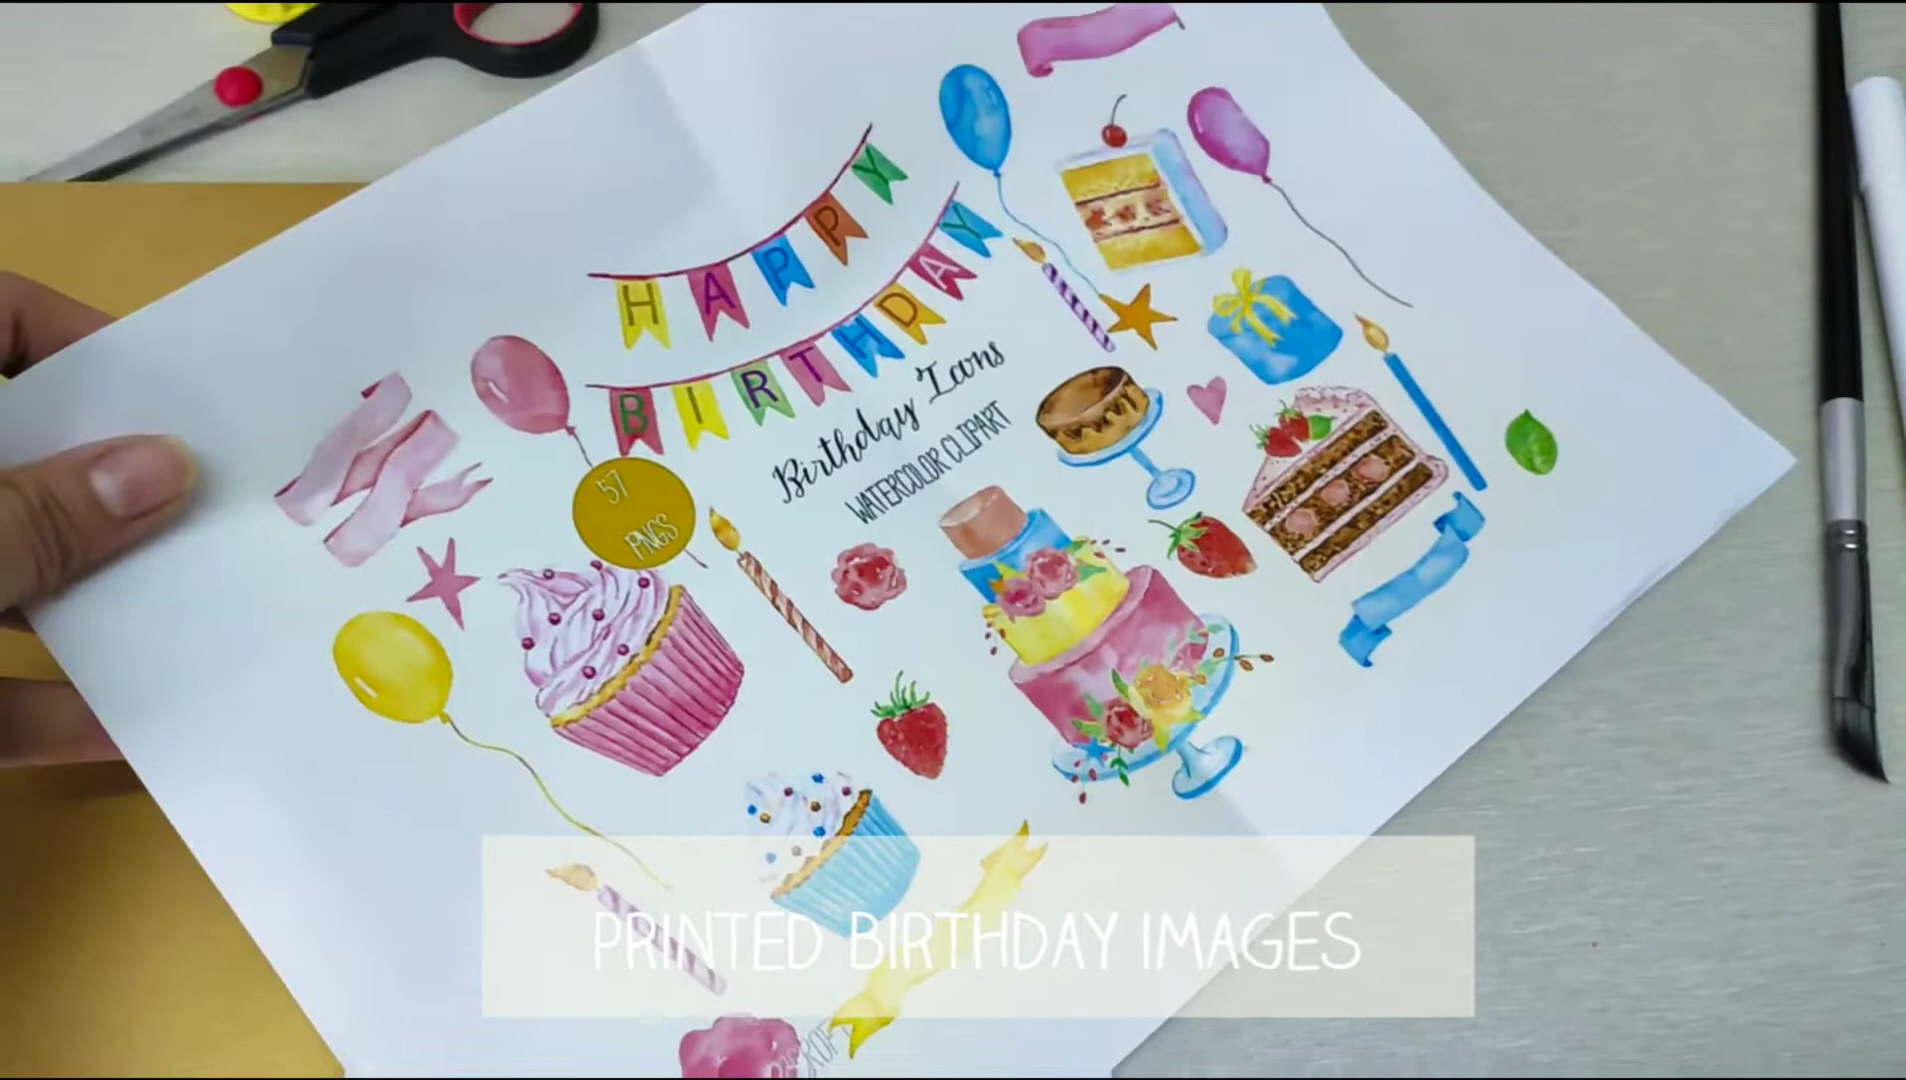 HAPPY
BIRTHDAY
Birthday Icons
WATERCOLOR CLIPART
57
PNGS
PRINTED BIRTHDAY IMAGES